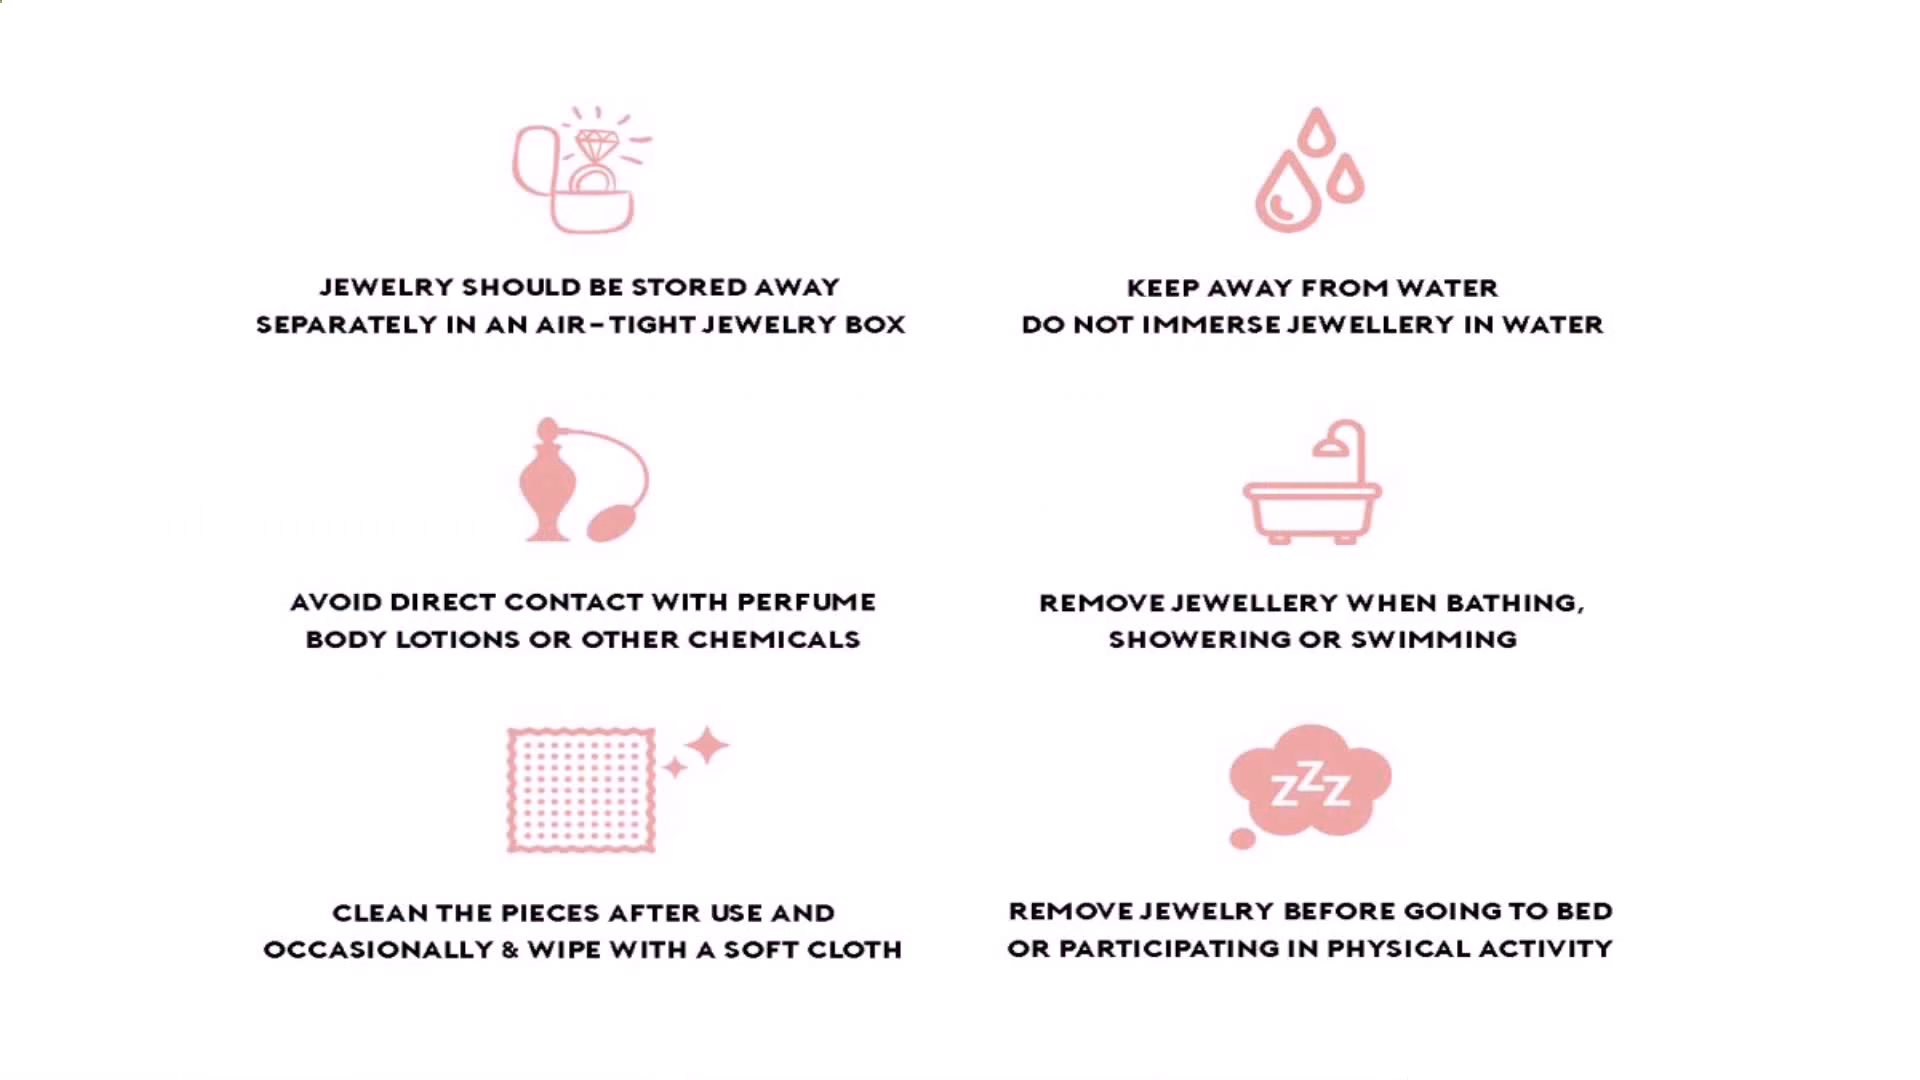 JEWELRY SHOULD BE STORED AWAY
SEPARATELY IN AN AIR-TIGHT JEWELRY BOX
KEEP AWAY FROM WATER
DO NOT IMMERSE JEWELLERY IN WATER
AVOID DIRECT CONTACT WITH PERFUME
BODY LOTIONS OR OTHER CHEMICALS
REMOVE JEWELLERY WHEN BATHING,
SHOWERING OR SWIMMING
ZZZ
CLEAN THE PIECES AFTER USE AND
OCCASIONALLY & WIPE WITH A SOFT CLOTH
REMOVE JEWELRY BEFORE GOING TO BED
OR PARTICIPATING IN PHYSICAL ACTIVITY